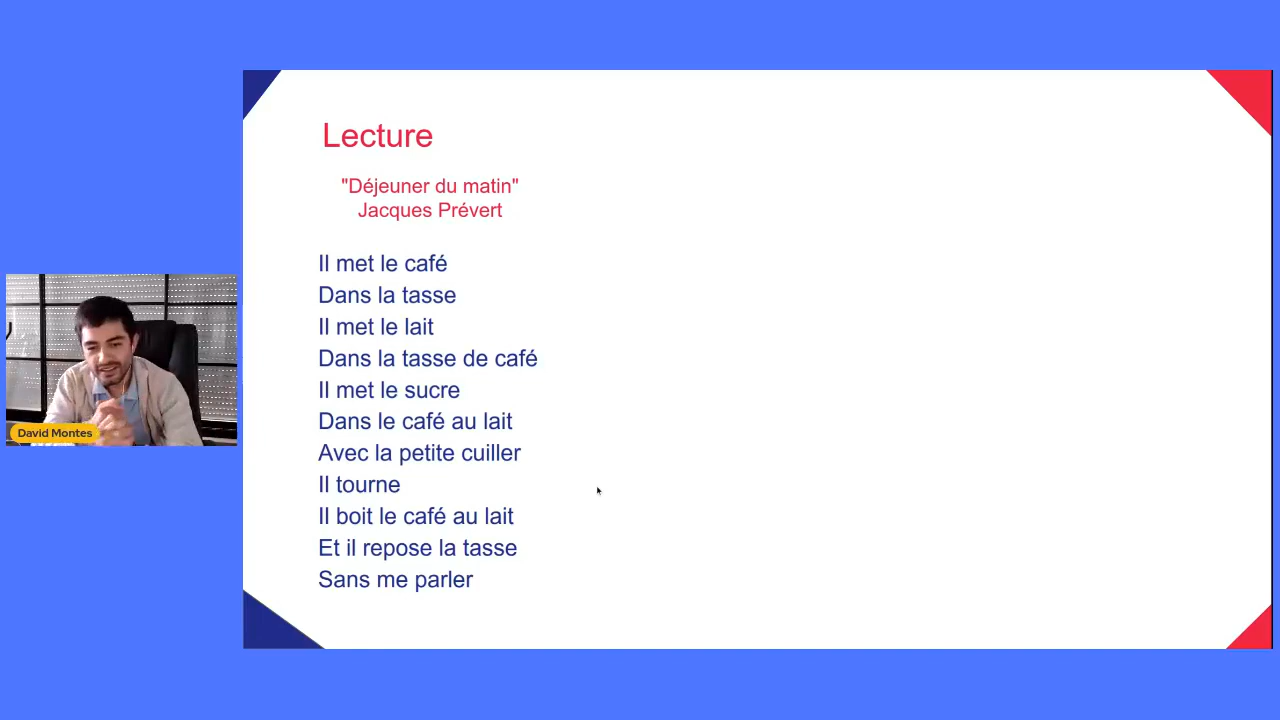 Lecture
"Déjeuner du matin"
Jacques Prévert
Il met le café
Dans la tasse
Il met le lait
Dans la tasse de café
Il met le sucre
Dans le café au lait
Avec la petite cuiller
Il tourne
Il boit le café au lait
Et il repose la tasse
Sans me parler
David Montes